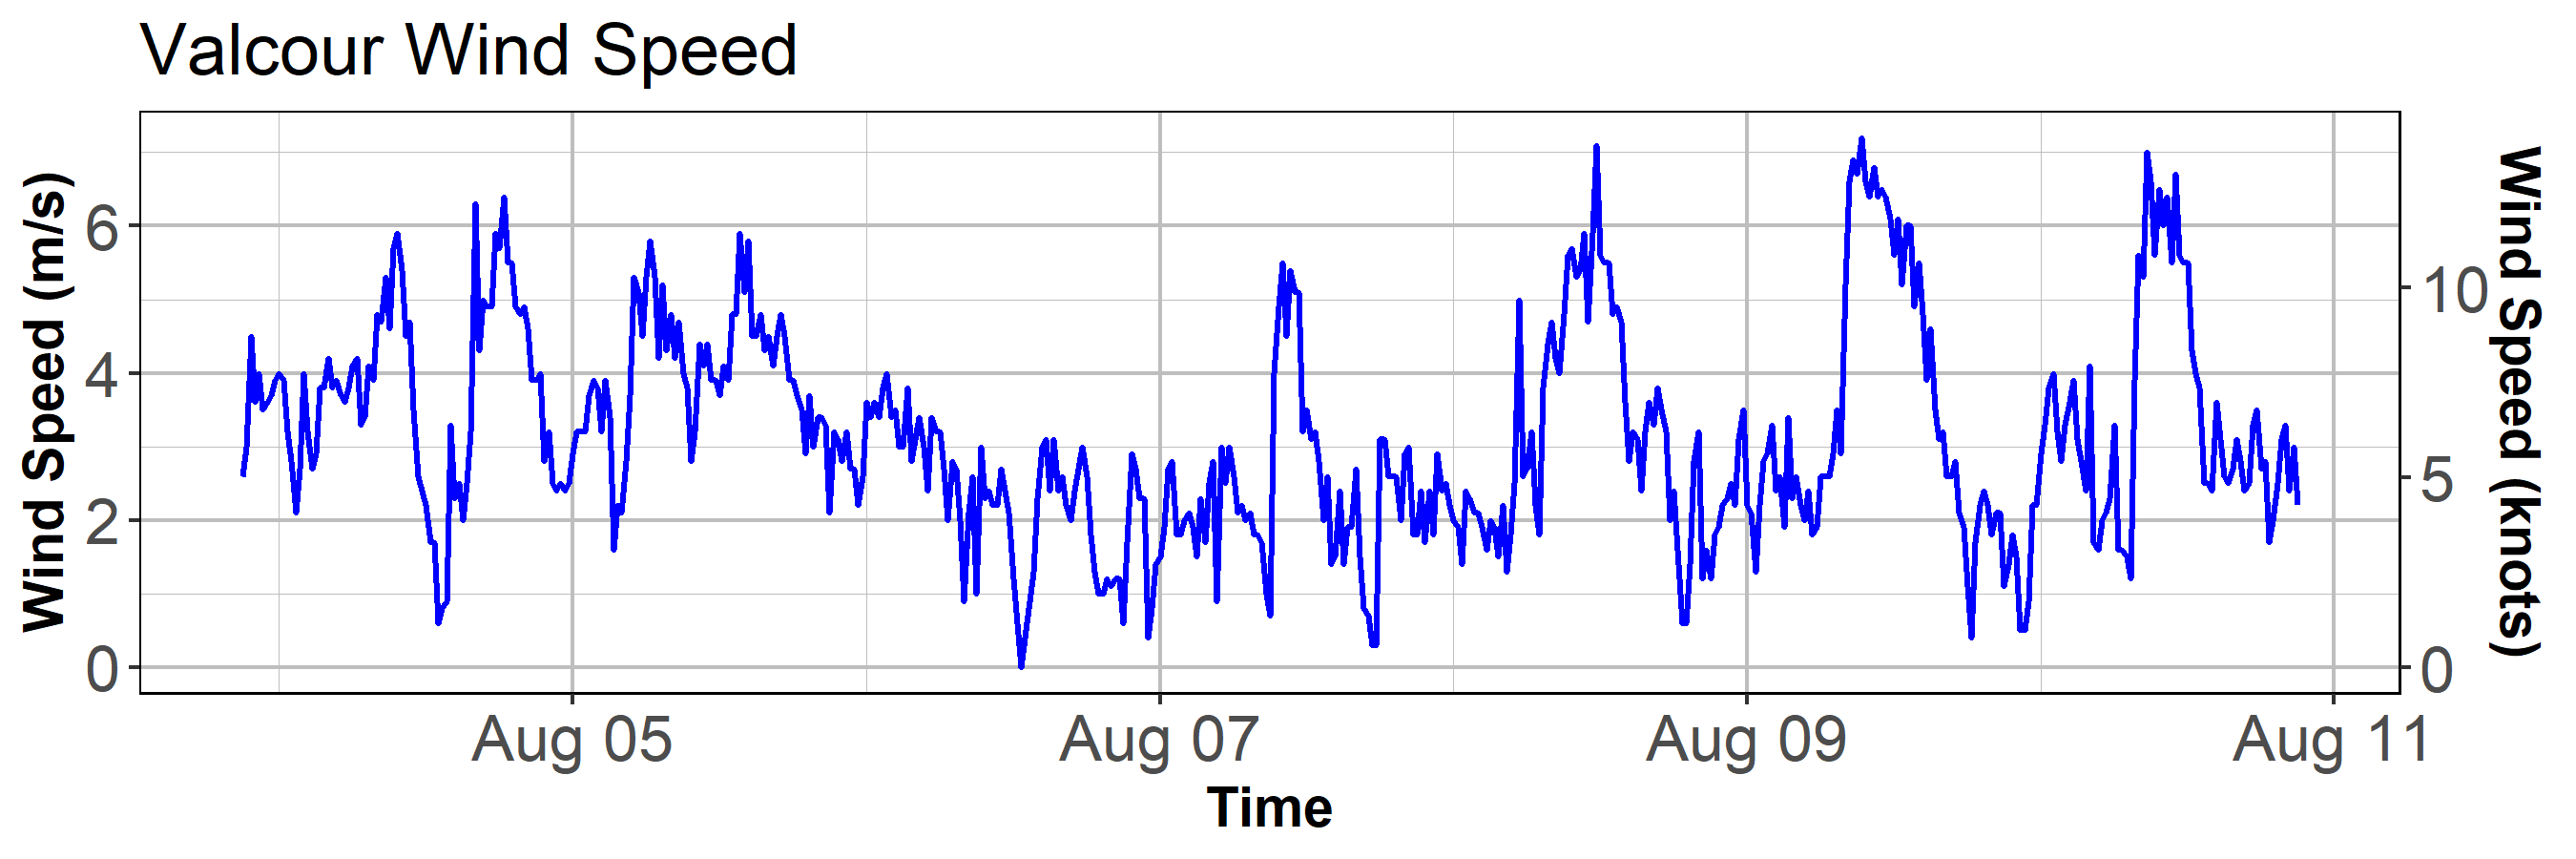 Valcour Wind Speed
Wind Speed (m/s)
6
4
2
0
10
5
0
Wind Speed (knots)
Aug 05
Aug 07
Aug 09
Aug 11
Time